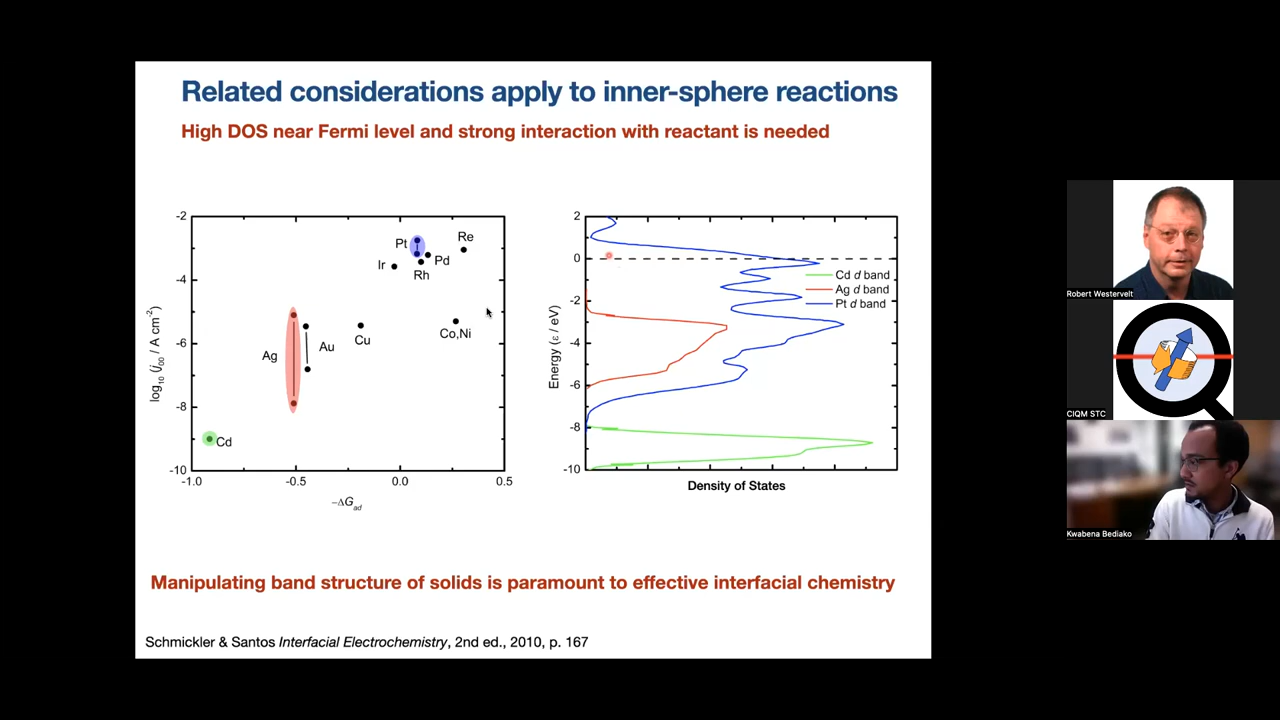 Related considerations apply to inner-sphere reactions
High DOS near Fermi level and strong interaction with reactant is needed
-2
-4
-6
-8
-10
log10 (j00 / A cm-2)
Pt
Re
Ir
Pd
Rh
Ag
Au
Cu
Co,Ni
Cd
-1.0
-0.5
0.0
0.5
−ΔGad
2
0
-2
-4
-6
-8
-10
Energy (ε / eV)
Cd d band
Ag d band
Pt d band
Density of States
Manipulating band structure of solids is paramount to effective interfacial chemistry
Schmickler & Santos Interfacial Electrochemistry, 2nd ed., 2010, p. 167
Robert Westervelt
CIQM STC
Kwabena Bediako